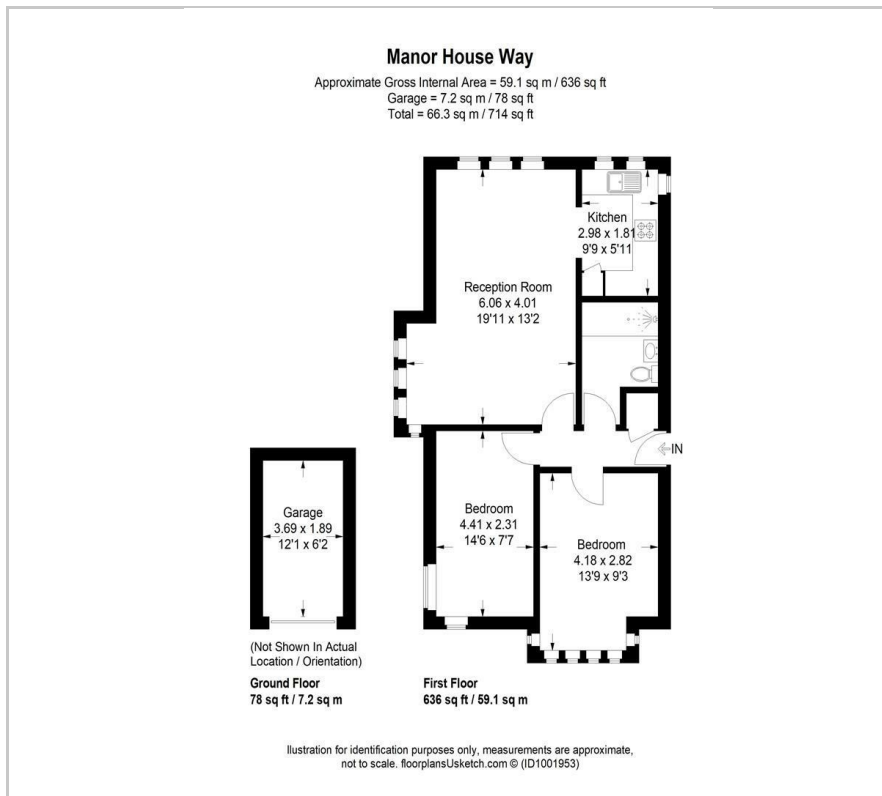 Manor House Way
Approximate Gross Internal Area = 59.1 sq m / 636 sq ft
Garage = 7.2 sq m / 78 sq ft
Total = 66.3 sq m / 714 sq ft
Kitchen
2.98 x 1.81
9'9 x 5'11
Reception Room
6.06 x 4.01
19'11 x 13'2
IN
Garage
3.69 x 1.89
12'1 x 6'2
Bedroom
4.41 x 2.31
14'6 x 7'7
Bedroom
4.18 x 2.82
13'9 x 9'3
(Not Shown In Actual
Location / Orientation)
Ground Floor
78 sq ft / 7.2 sq m
First Floor
636 sq ft / 59.1 sq m
Illustration for identification purposes only, measurements are approximate,
not to scale. floorplansUsketch.com © (ID1001953)